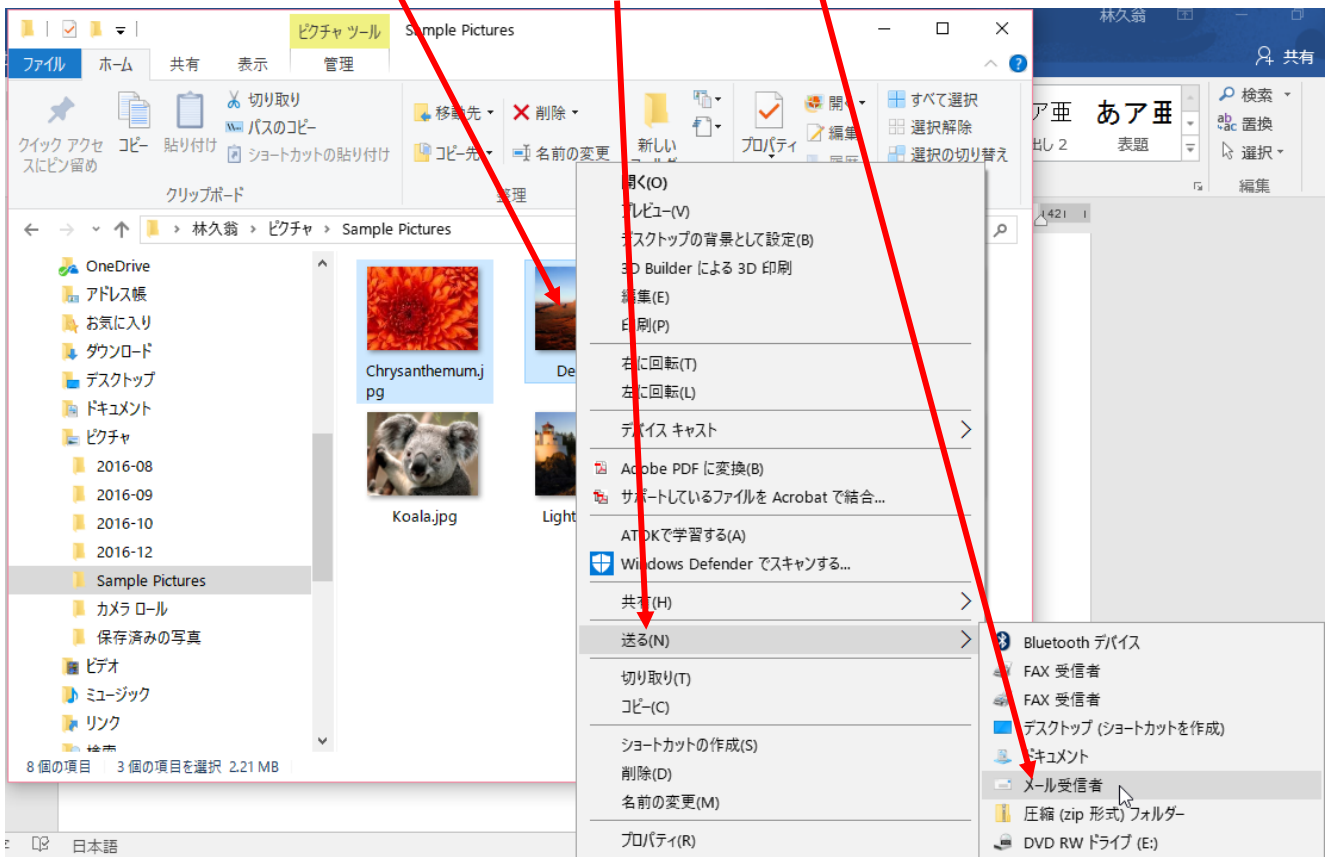 林久翁
ピクチャ ツール
Sample Pictures
ファイル
ホーム
共有
表示
管理
共有
クイック アクセ
スにピン留め
コピー
貼り付け
切り取り
パスのコピー
ショートカットの貼り付け
クリップボード
移動先
コピー先
削除
名前の変更
整理
新しい
プロパティ
開く
編集
すべて選択
選択解除
選択の切り替え
ア亜
あア亜
出し 2
表題
検索
置換
選択
編集
林久翁 › ピクチャ › Sample Pictures
42
OneDrive
アドレス帳
お気に入り
ダウンロード
デスクトップ
ドキュメント
ピクチャ
2016-08
2016-09
2016-10
2016-12
Sample Pictures
カメラ ロール
保存済みの写真
ビデオ
ミュージック
リンク
検索
Chrysanthemum.j
pg
De
Koala.jpg
Light
8 個の項目
3 個の項目を選択 2.21 MB
日本語
開く(O)
プレビュー(V)
デスクトップの背景として設定(B)
3D Builder による 3D 印刷
編集(E)
印刷(P)
右に回転(T)
左に回転(L)
デバイス キャスト
Adobe PDF に変換(B)
サポートしているファイルを Acrobat で結合...
ATOKで学習する(A)
Windows Defender でスキャンする...
共有(H)
送る(N)
切り取り(T)
コピー(C)
ショートカットの作成(S)
削除(D)
名前の変更(M)
プロパティ(R)
Bluetooth デバイス
FAX 受信者
FAX 受信者
デスクトップ (ショートカットを作成)
ドキュメント
メール受信者
圧縮 (zip 形式) フォルダー
DVD RW ドライブ (E:)